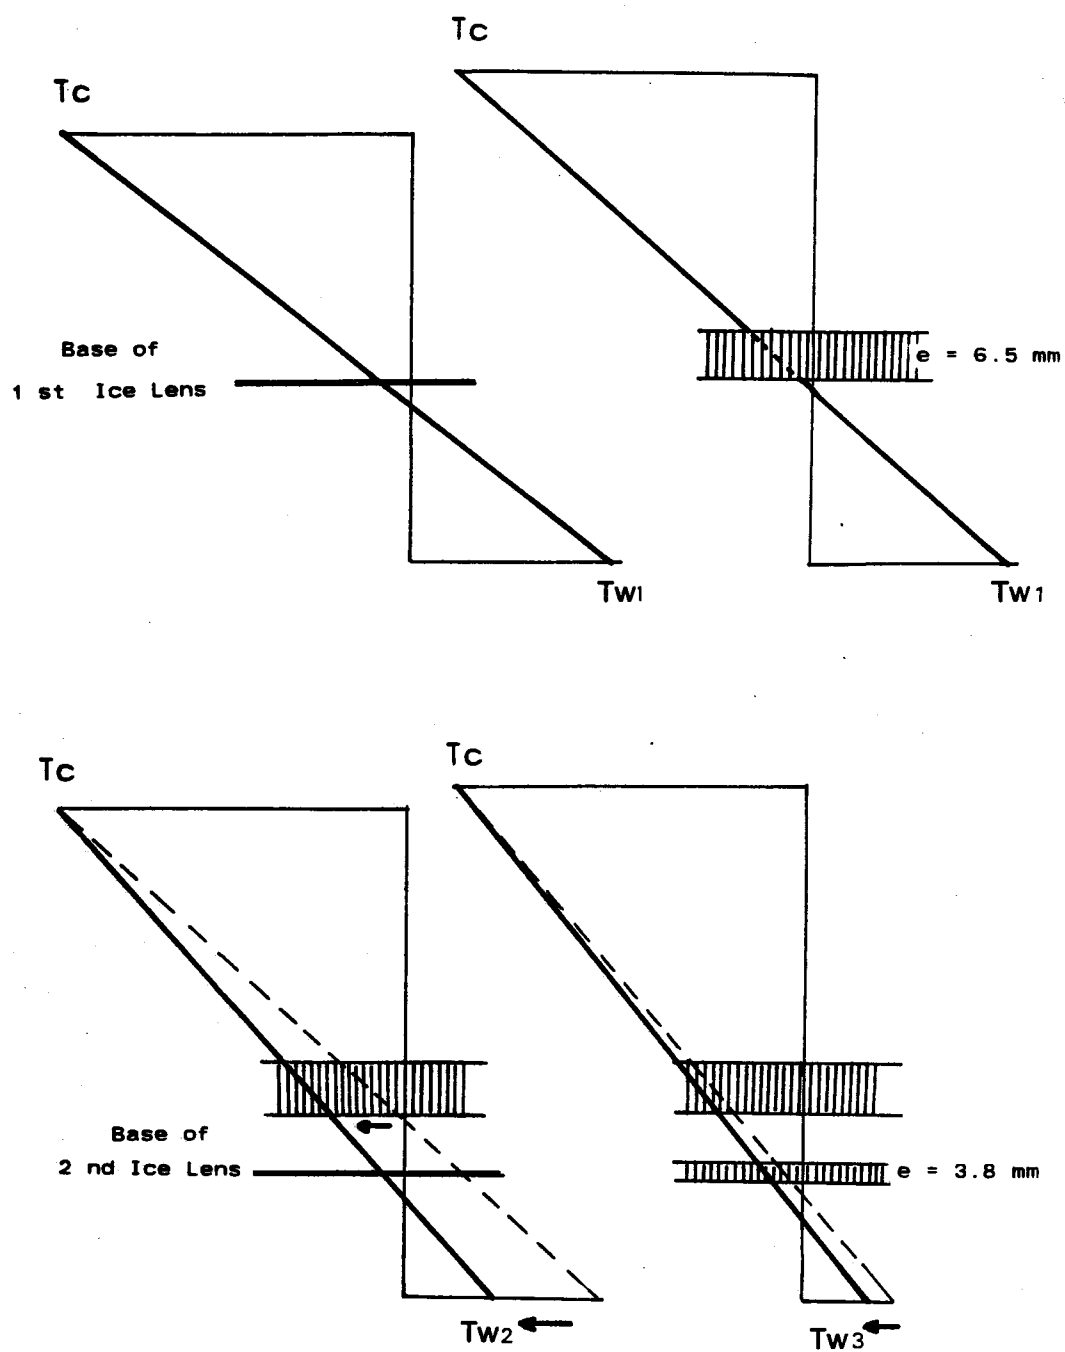 Tc
Tc
Base of
1 st Ice Lens
e = 6.5 mm
Tw1
Tw1
Tc
Tc
Base of
2 nd Ice Lens
e = 3.8 mm
Tw2
Tw3